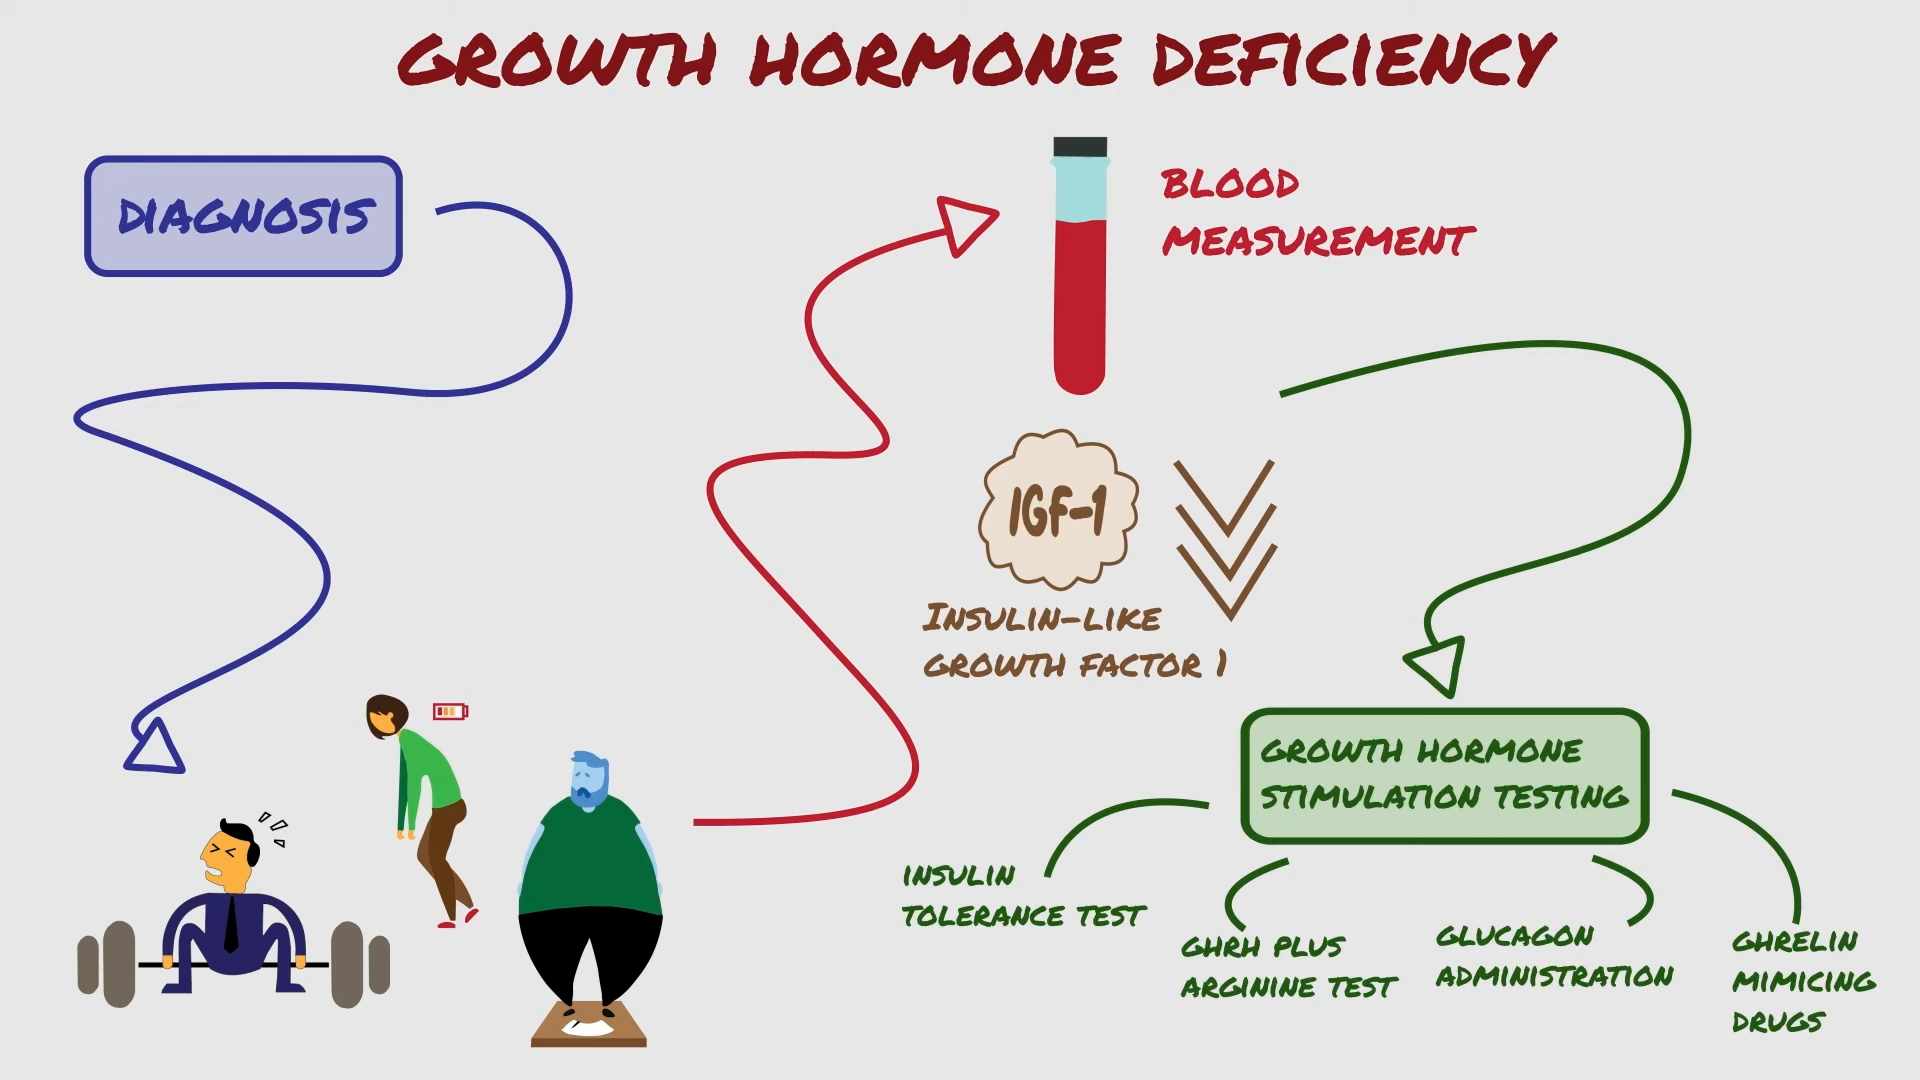 GROWTH HORMONE DEFICIENCY
DIAGNOSIS
BLOOD
MEASUREMENT
IGF-1
INSULIN-LIKE
GROWTH FACTOR 1
GROWTH HORMONE
STIMULATION TESTING
INSULIN
TOLERANCE TEST
GHRH PLUS
ARGININE TEST
GLUCAGON
ADMINISTRATION
GHRELIN
MIMICING
DRUGS